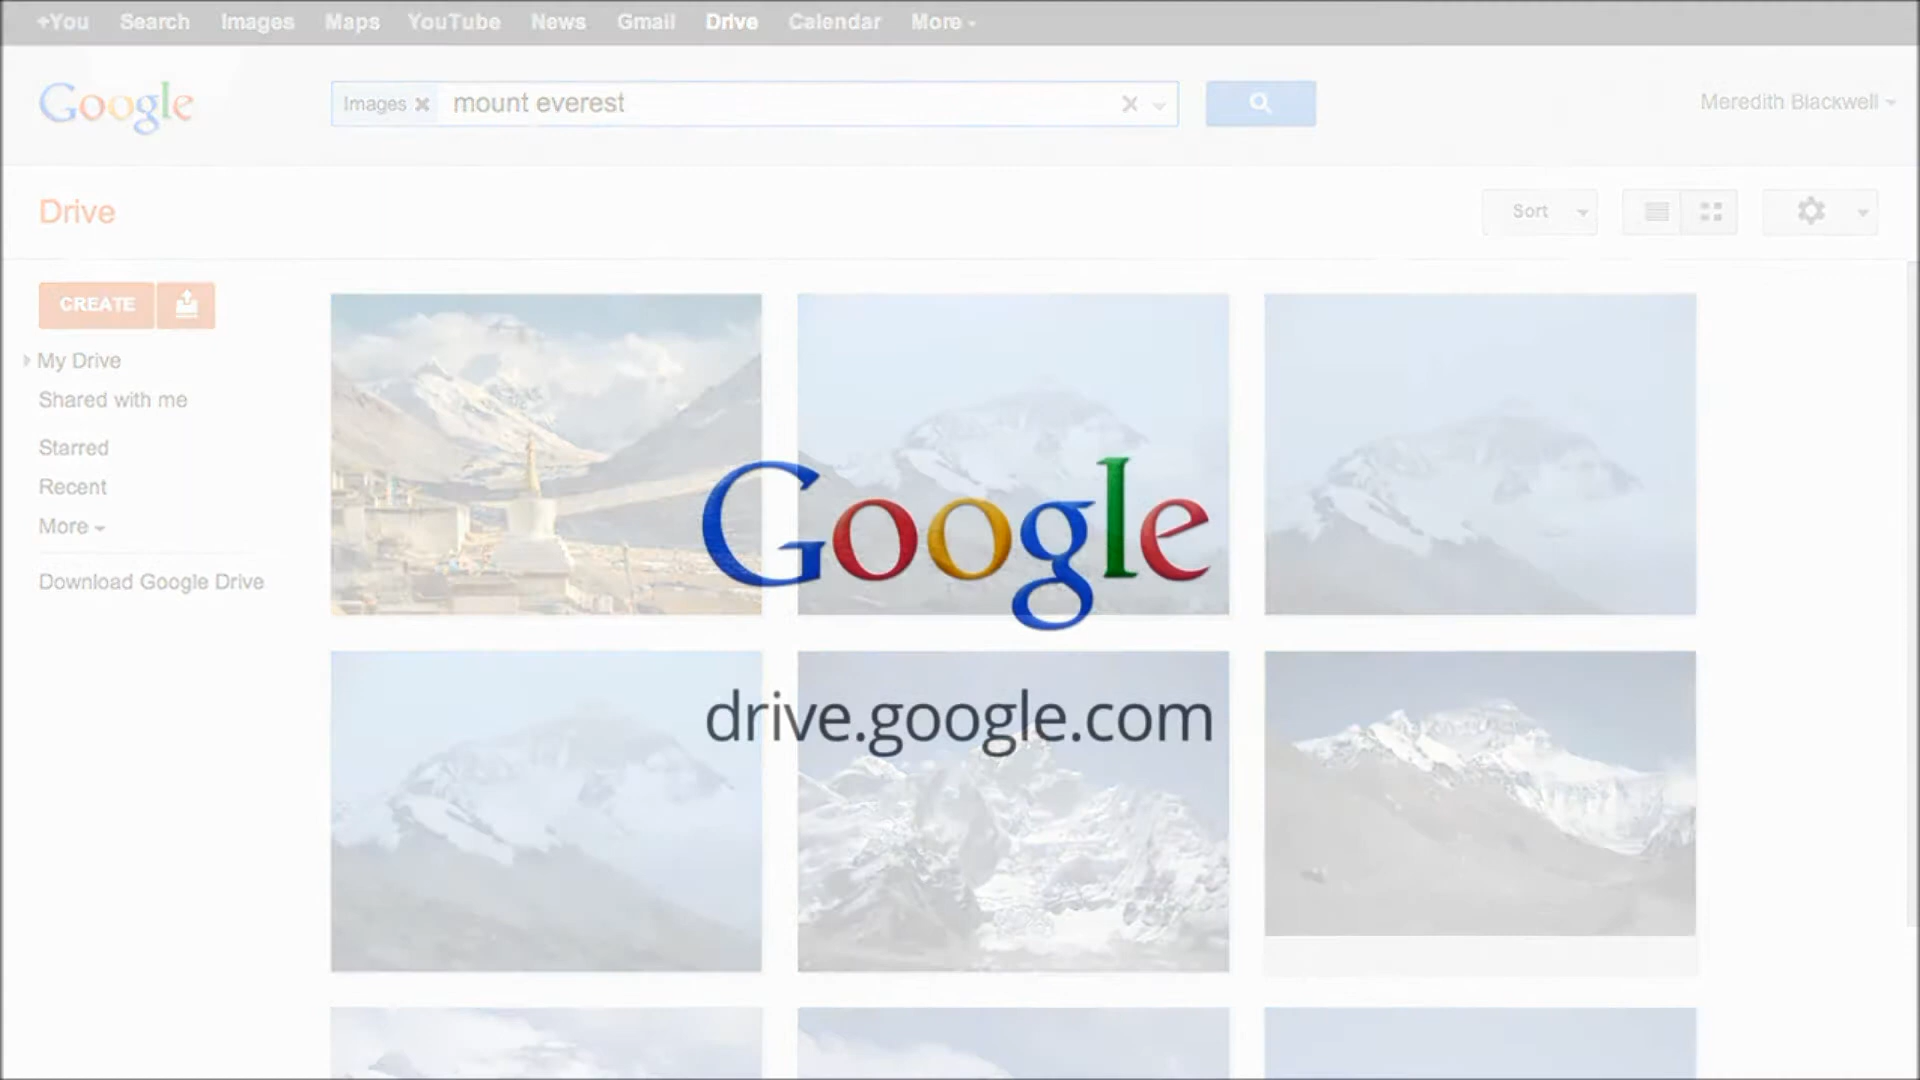 +You Search Images Maps YouTube News Gmail Drive Calendar More
Google
Images mount everest
Meredith Blackwell
Drive
Sort
CREATE
My Drive
Shared with me
Starred
Recent
More
Download Google Drive
Google
drive.google.com